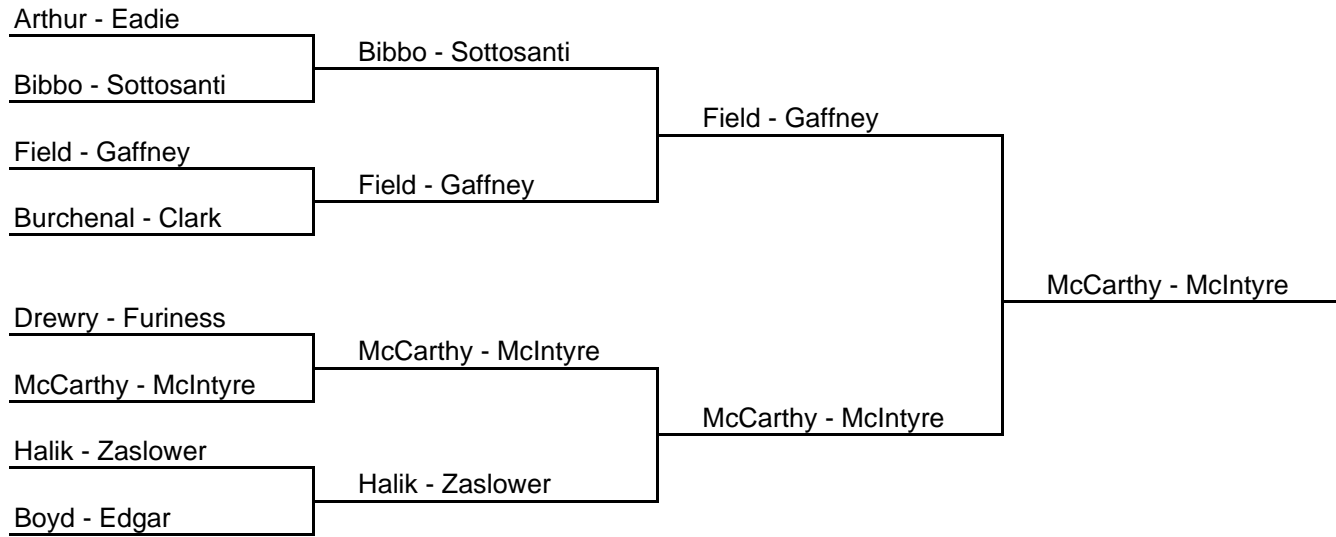 Arthur - Eadie
Bibbo - Sottosanti
Bibbo - Sottosanti
Field - Gaffney
Field - Gaffney
Field - Gaffney
Burchenal - Clark
McCarthy - McIntyre
Drewry - Furiness
McCarthy - McIntyre
McCarthy - McIntyre
McCarthy - McIntyre
Halik - Zaslower
Halik - Zaslower
Boyd - Edgar